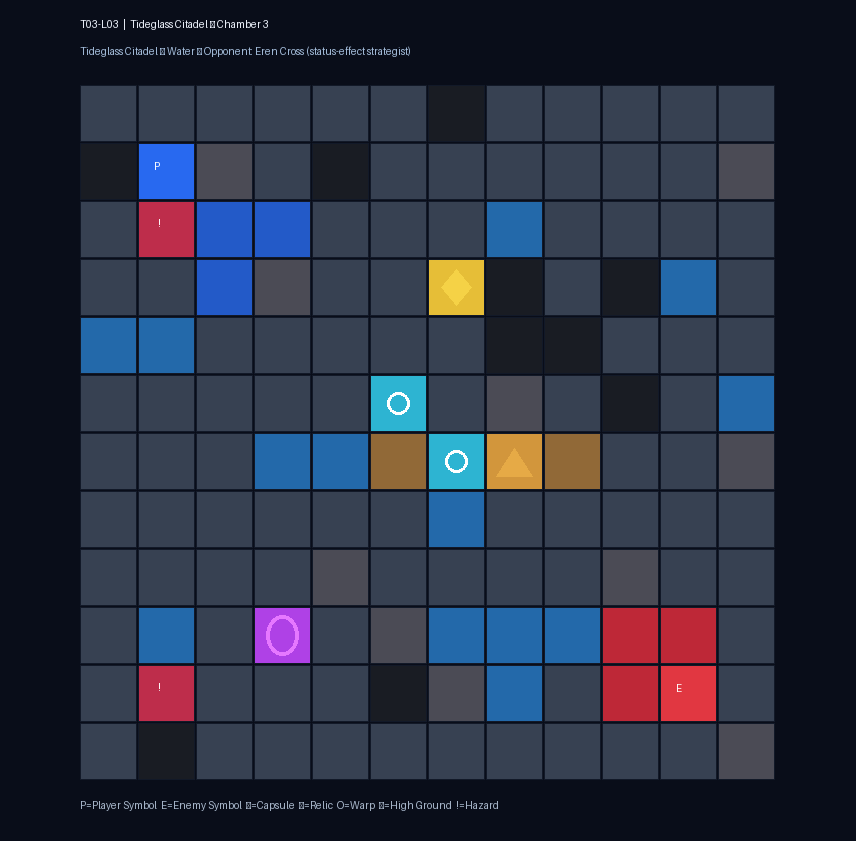 T03-L03 | Tideglass Citadel � Chamber 3
Tideglass Citadel � Water � Opponent: Eren Cross (status-effect strategist)
P
!
!
E
P=Player Symbol E=Enemy Symbol �=Capsule �=Relic O=Warp �=High Ground !=Hazard